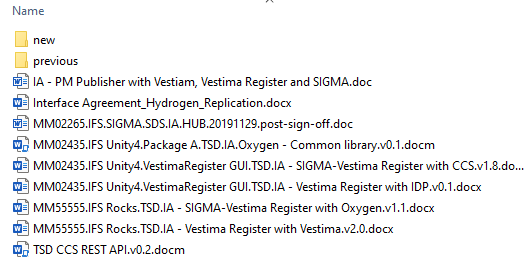 Name
new
previous
IA - PM Publisher with Vestiam, Vestima Register and SIGMA.doc
Interface Agreement_Hydrogen_Replication.docx
MM02265.IFS.SIGMA.SDS.IA.HUB.20191129.post-sign-off.doc
MM02435.IFS Unity4.Package A.TSD.IA.Oxygen - Common library.v0.1.docm
MM02435.IFS Unity4.VestimaRegister GUI.TSD.IA - SIGMA-Vestima Register with CCS.v1.8.do...
MM02435.IFS Unity4.VestimaRegister GUI.TSD.IA - Vestima Register with IDP.v0.1.docx
MM55555.IFS Rocks.TSD.IA - SIGMA-Vestima Register with Oxygen.v1.1.docx
MM55555.IFS Rocks.TSD.IA - Vestima Register with Vestima.v2.0.docx
TSD CCS REST API.v0.2.docm